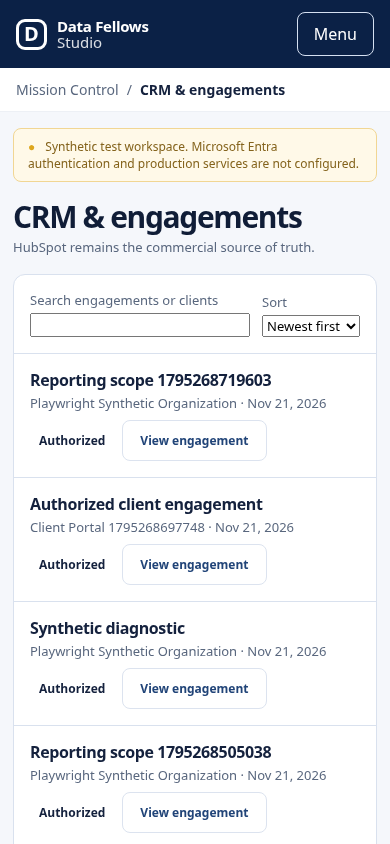 D
Data Fellows
Studio
Menu
Mission Control / CRM & engagements
Synthetic test workspace. Microsoft Entra
authentication and production services are not configured.
CRM & engagements
HubSpot remains the commercial source of truth.
Search engagements or clients
Sort
Newest first
Reporting scope 1795268719603
Playwright Synthetic Organization · Nov 21, 2026
Authorized
View engagement
Authorized client engagement
Client Portal 1795268697748 · Nov 21, 2026
Authorized
View engagement
Synthetic diagnostic
Playwright Synthetic Organization · Nov 21, 2026
Authorized
View engagement
Reporting scope 1795268505038
Playwright Synthetic Organization · Nov 21, 2026
Authorized
View engagement